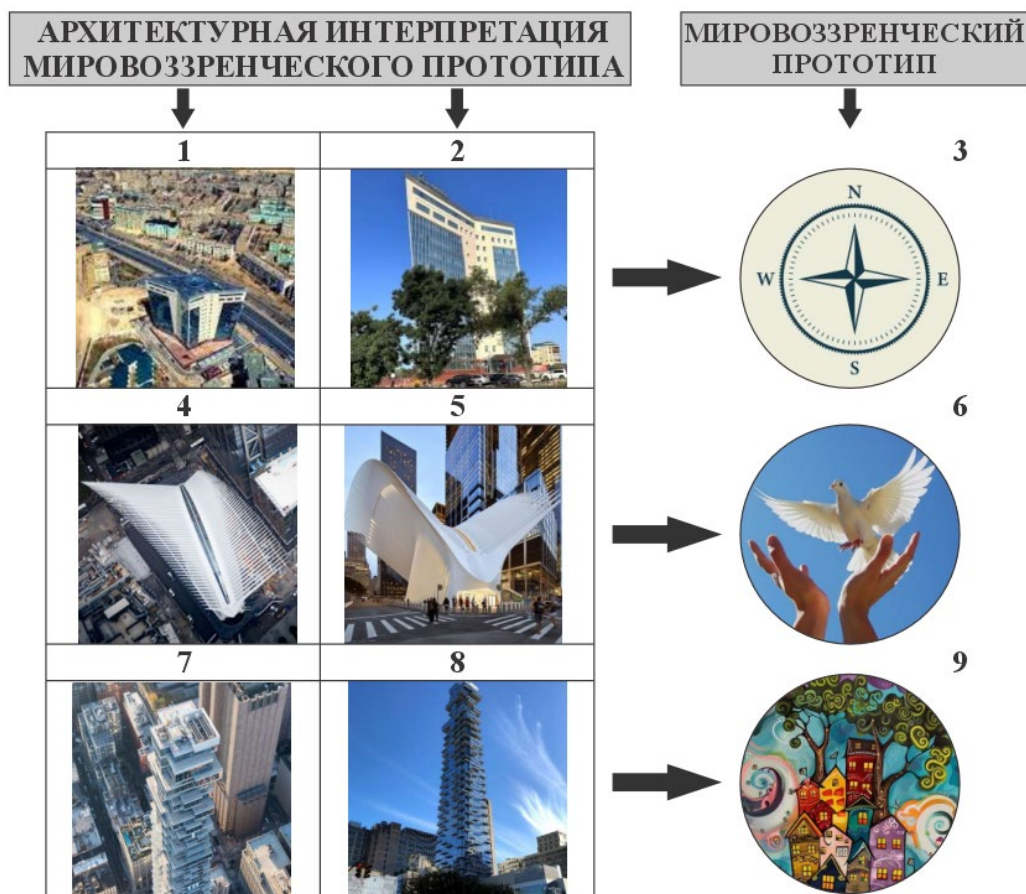 АРХИТЕКТУРНАЯ ИНТЕРПРЕТАЦИЯ
МИРОВОЗЗРЕНЧЕСКОГО ПРОТОТИПА
МИРОВОЗЗРЕНЧЕСКИЙ
ПРОТОТИП
1
2
3
N
W
E
S
4
5
6
7
8
9